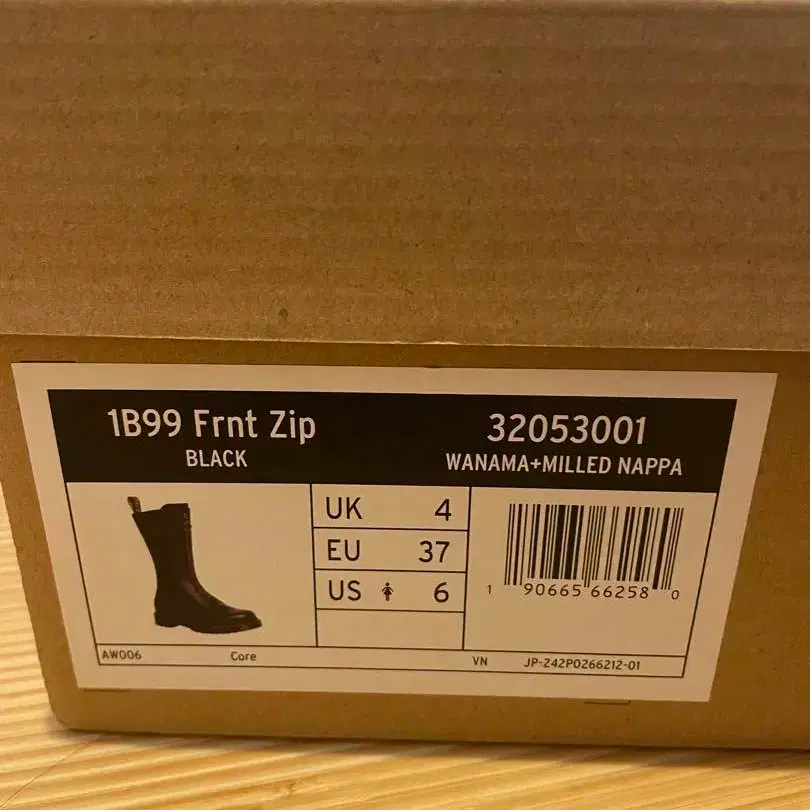 1B99 Frnt Zip
BLACK
32053001
WANAMA+MILLED NAPPA
UK 4
EU 37
US 6
1 90665 66258 0
AW006 Core VN JP-242P0266212-01